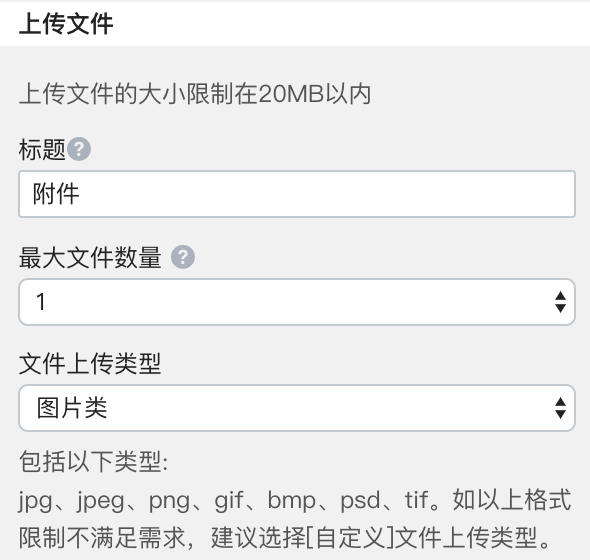 上传文件
上传文件的大小限制在20MB以内
标题?
附件
最大文件数量 ?
1
文件上传类型
图片类
包括以下类型:
jpg、jpeg、png、gif、bmp、psd、tif。如以上格式
限制不满足需求，建议选择[自定义]文件上传类型。